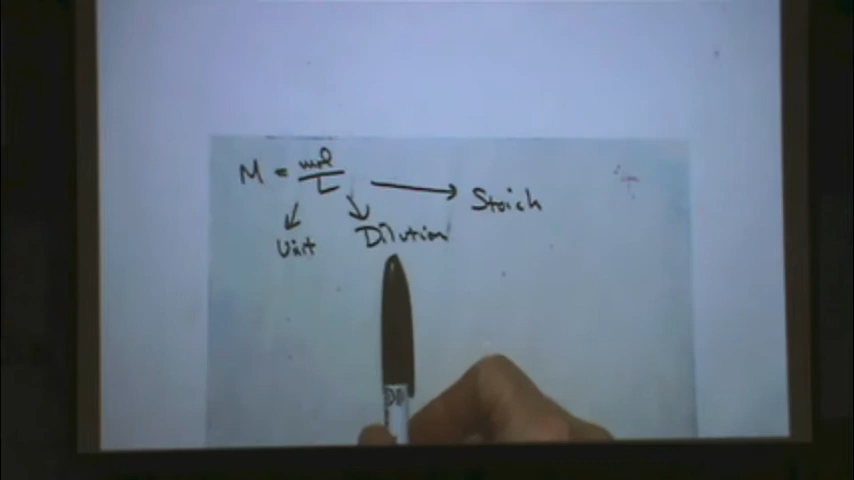 M = mol/L → Stoich
Unit Dilution